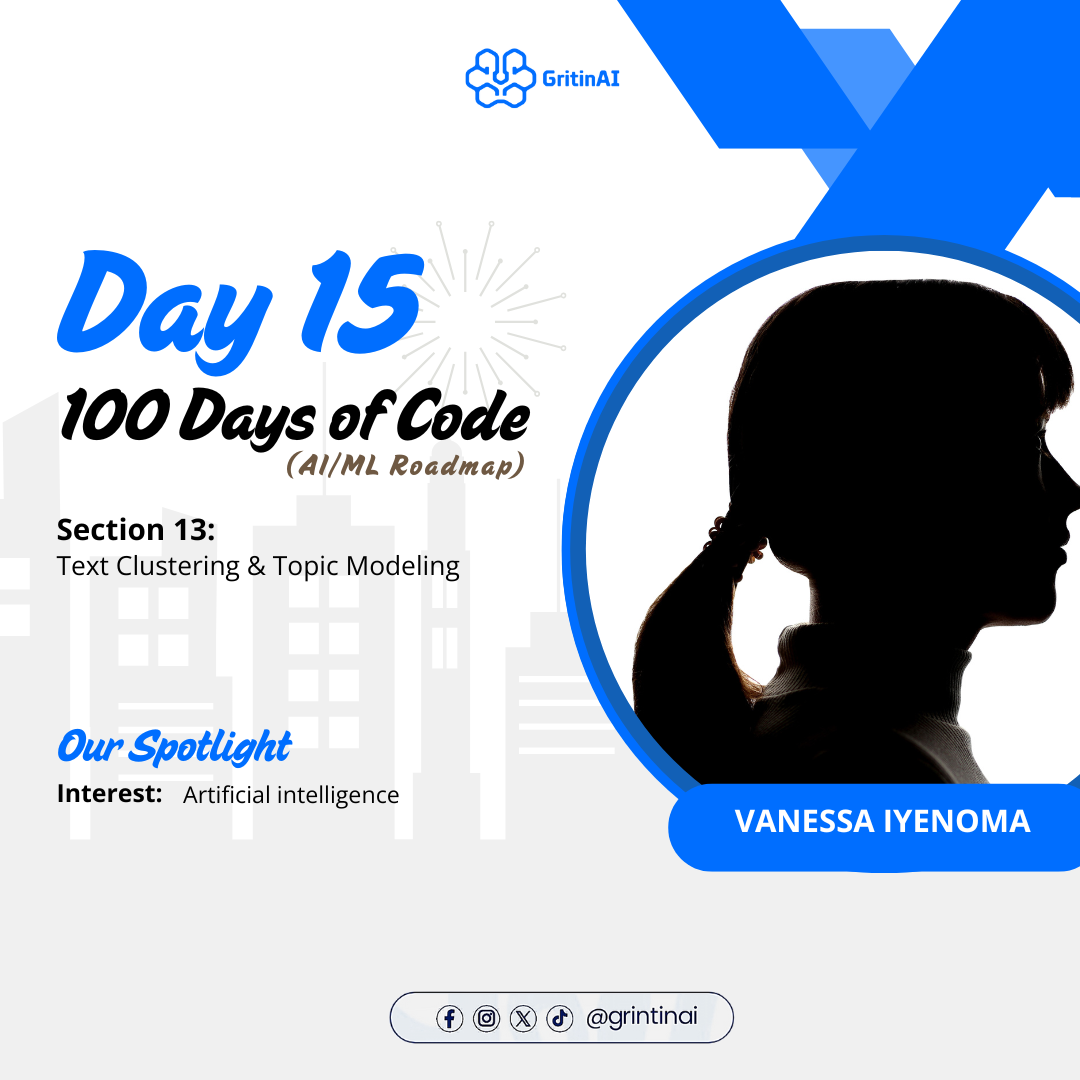 GritinAI
Day 15
100 Days of Code
(AI/ML Roadmap)
Section 13:
Text Clustering & Topic Modeling
Our Spotlight
Interest: Artificial intelligence
VANESSA IYENOMA
@grintinai